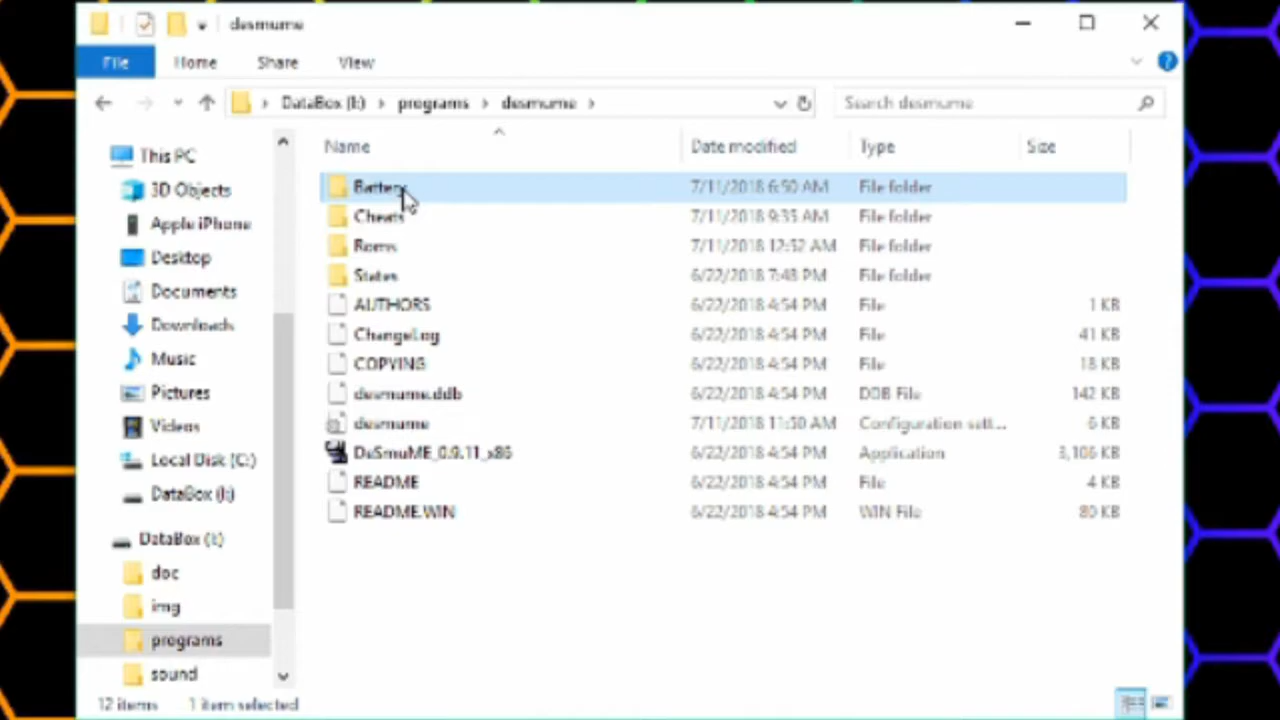 desmume
File Home Share View
DataBox (I:) programs desmume Search desmume
Name Date modified Type Size
This PC
3D Objects
Apple iPhone
Desktop
Documents
Downloads
Music
Pictures
Videos
Local Disk (C:)
DataBox (I:)
DataBox (I:)
doc
img
programs
sound
Battery 7/11/2018 6:50 AM File folder
Cheats 7/11/2018 9:35 AM File folder
Roms 7/11/2018 12:52 AM File folder
States 6/22/2018 7:48 PM File folder
AUTHORS 6/22/2018 4:54 PM File 1 KB
ChangeLog 6/22/2018 4:54 PM File 41 KB
COPYING 6/22/2018 4:54 PM File 18 KB
desmume.ddb 6/22/2018 4:54 PM DDB File 142 KB
desmume 7/11/2018 11:50 AM Configuration sett... 6 KB
DeSmuME_0.9.11_x86 6/22/2018 4:54 PM Application 3,106 KB
README 6/22/2018 4:54 PM File 4 KB
README.WIN 6/22/2018 4:54 PM WIN File 80 KB
12 items 1 item selected